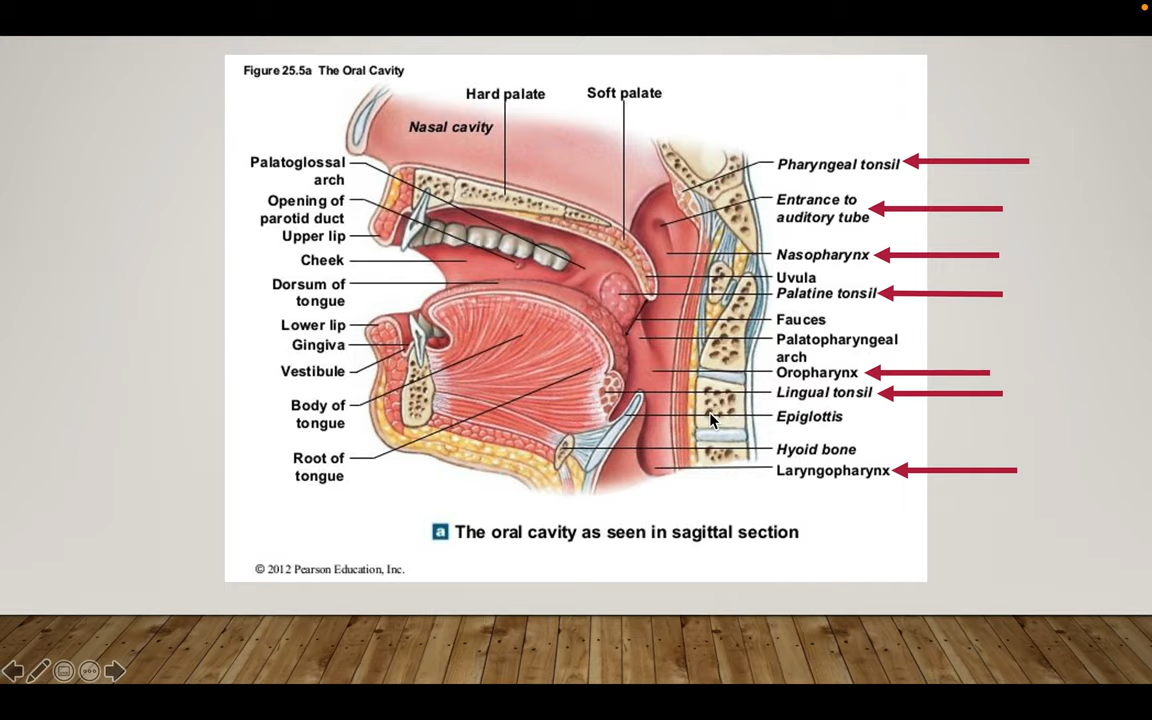 Figure 25.5a The Oral Cavity
Hard palate
Soft palate
Nasal cavity
Palatoglossal
arch
Opening of
parotid duct
Upper lip
Cheek
Dorsum of
tongue
Lower lip
Gingiva
Vestibule
Body of
tongue
Root of
tongue
Pharyngeal tonsil
Entrance to
auditory tube
Nasopharynx
Uvula
Palatine tonsil
Fauces
Palatopharyngeal
arch
Oropharynx
Lingual tonsil
Epiglottis
Hyoid bone
Laryngopharynx
a The oral cavity as seen in sagittal section
© 2012 Pearson Education, Inc.